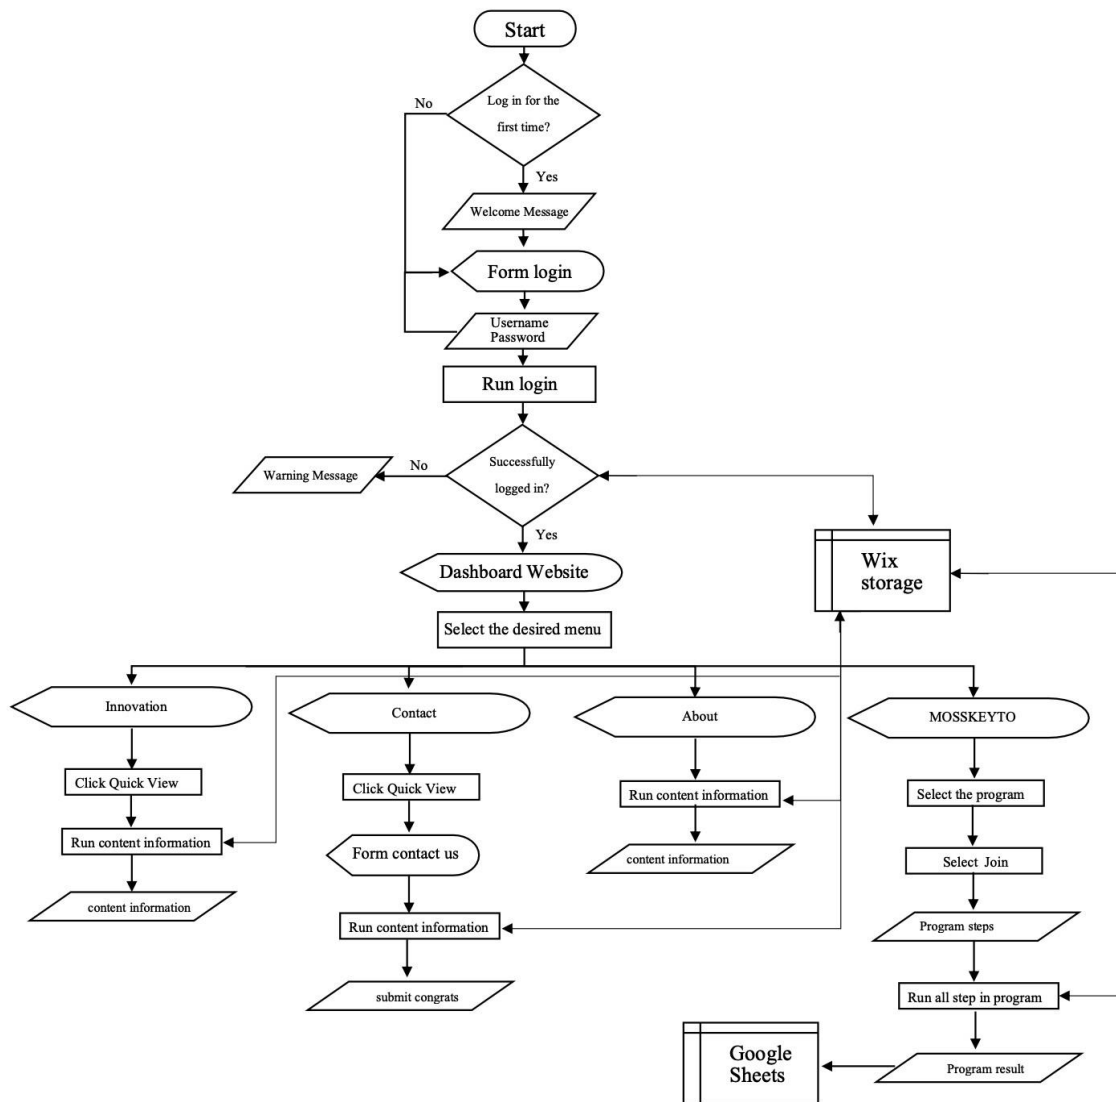 Start
No
Log in for the
first time?
Yes
Welcome Message
Form login
Username
Password
Run login
Successfully
logged in?
No
Warning Message
Yes
Dashboard Website
Wix
storage
Select the desired menu
Innovation
Contact
About
MOSSKEYTO
Click Quick View
Click Quick View
Run content information
Select the program
Run content information
Form contact us
content information
Select Join
content information
Run content information
Program steps
submit congrats
Run all step in program
Google
Sheets
Program result